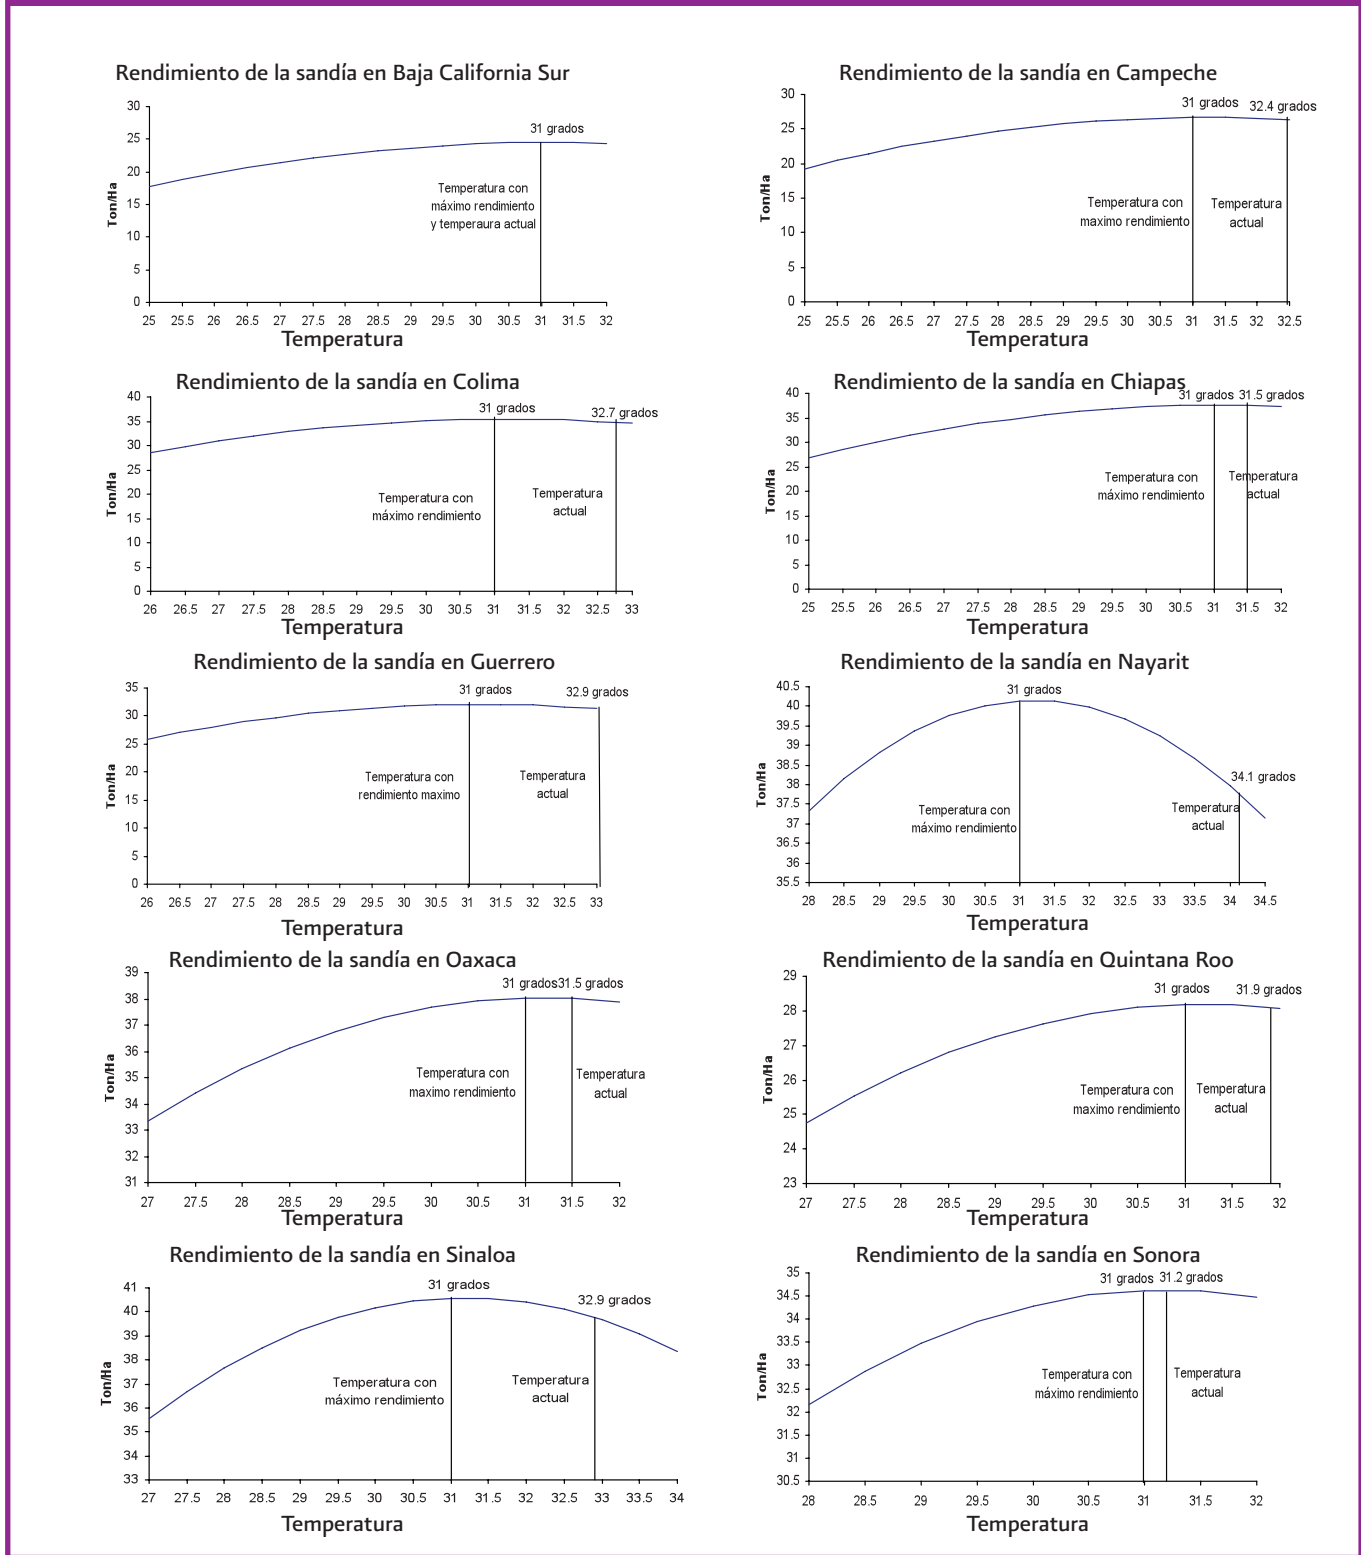 Rendimiento de la sandía en Baja California Sur
30
25
20
15
10
5
0
Ton/Ha
31 grados
Temperatura con
máximo rendimiento
y temperaura actual
25 25.5 26 26.5 27 27.5 28 28.5 29 29.5 30 30.5 31 31.5 32
Temperatura
Rendimiento de la sandía en Campeche
30
25
20
15
10
5
0
Ton/Ha
31 grados 32.4 grados
Temperatura con
maximo rendimiento
Temperatura
actual
25 25.5 26 26.5 27 27.5 28 28.5 29 29.5 30 30.5 31 31.5 32 32.5
Temperatura
Rendimiento de la sandía en Colima
40
35
30
25
20
15
10
5
0
Ton/Ha
31 grados
32.7 grados
Temperatura con
máximo rendimiento
Temperatura
actual
26 26.5 27 27.5 28 28.5 29 29.5 30 30.5 31 31.5 32 32.5 33
Temperatura
Rendimiento de la sandía en Chiapas
40
35
30
25
20
15
10
5
0
Ton/Ha
31 grados 31.5 grados
Temperatura con
máximo rendimiento
Temperatura
actual
25 25.5 26 26.5 27 27.5 28 28.5 29 29.5 30 30.5 31 31.5 32
Temperatura
Rendimiento de la sandía en Guerrero
35
30
25
20
15
10
5
0
Ton/Ha
31 grados
32.9 grados
Temperatura con
rendimiento maximo
Temperatura
actual
26 26.5 27 27.5 28 28.5 29 29.5 30 30.5 31 31.5 32 32.5 33
Temperatura
Rendimiento de la sandía en Nayarit
40.5
40
39.5
39
38.5
38
37.5
37
36.5
36
35.5
Ton/Ha
31 grados
34.1 grados
Temperatura con
máximo rendimiento
Temperatura
actual
28 28.5 29 29.5 30 30.5 31 31.5 32 32.5 33 33.5 34 34.5
Temperatura
Rendimiento de la sandía en Oaxaca
39
38
37
36
35
34
33
32
31
Ton/Ha
31 grados 31.5 grados
Temperatura con
maximo rendimiento
Temperatura
actual
27 27.5 28 28.5 29 29.5 30 30.5 31 31.5 32
Temperatura
Rendimiento de la sandía en Quintana Roo
29
28
27
26
25
24
23
Ton/Ha
31 grados 31.9 grados
Temperatura con
maximo rendimiento
Temperatura
actual
27 27.5 28 28.5 29 29.5 30 30.5 31 31.5 32
Temperatura
Rendimiento de la sandía en Sinaloa
41
40
39
38
37
36
35
34
33
Ton/Ha
31 grados
32.9 grados
Temperatura con
máximo rendimiento
Temperatura
actual
27 27.5 28 28.5 29 29.5 30 30.5 31 31.5 32 32.5 33 33.5 34
Temperatura
Rendimiento de la sandía en Sonora
35
34.5
34
33.5
33
32.5
32
31.5
31
30.5
Ton/Ha
31 grados 31.2 grados
Temperatura con
máximo rendimiento
Temperatura
actual
28 28.5 29 29.5 30 30.5 31 31.5 32
Temperatura